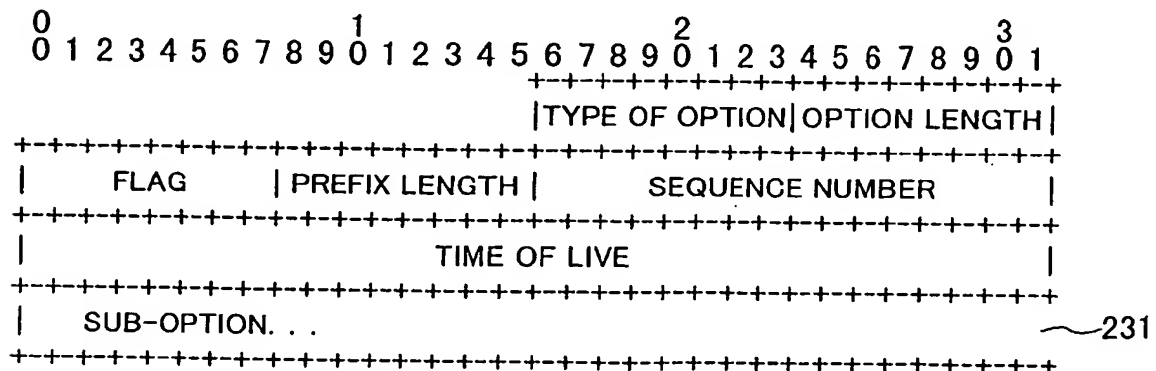 0 1 2 3
0 1 2 3 4 5 6 7 8 9 0 1 2 3 4 5 6 7 8 9 0 1 2 3 4 5 6 7 8 9 0 1
+-+-+-+-+-+-+-+-+-+-+-+-+-+-+-+-+
|TYPE OF OPTION|OPTION LENGTH|
+-+-+-+-+-+-+-+-+-+-+-+-+-+-+-+-+-+-+-+-+-+-+-+-+-+-+-+-+-+-+-+-+
| FLAG | PREFIX LENGTH | SEQUENCE NUMBER |
+-+-+-+-+-+-+-+-+-+-+-+-+-+-+-+-+-+-+-+-+-+-+-+-+-+-+-+-+-+-+-+-+
| TIME OF LIVE |
+-+-+-+-+-+-+-+-+-+-+-+-+-+-+-+-+-+-+-+-+-+-+-+-+-+-+-+-+-+-+-+-+
| SUB-OPTION. . . 231
+-+-+-+-+-+-+-+-+-+-+-+-+-+-+-+-+-+-+-+-+-+-+-+-+-+-+-+-+-+-+-+-+